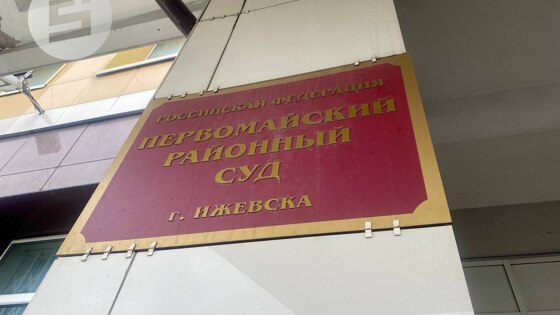 РОССИЙСКАЯ ФЕДЕРАЦИЯ
ПЕРВОМАЙСКИЙ
РАЙОННЫЙ
СУД
г. ИЖЕВСКА